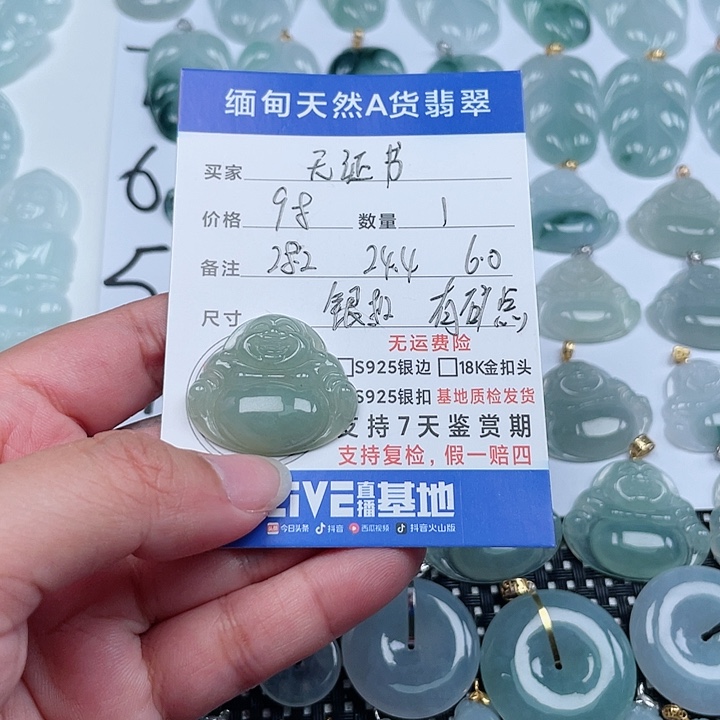 缅甸天然A货翡翠
买家 无证书
价格 98 数量 1
备注 28.2 24.4 6.0
尺寸 银扣 有矿点
无运费险
S925银边 18K金扣头
S925银扣 基地质检发货
支持7天鉴赏期
支持复检，假一赔四
LIVE直播基地
今日头条 抖音 西瓜视频 抖音火山版
6
5